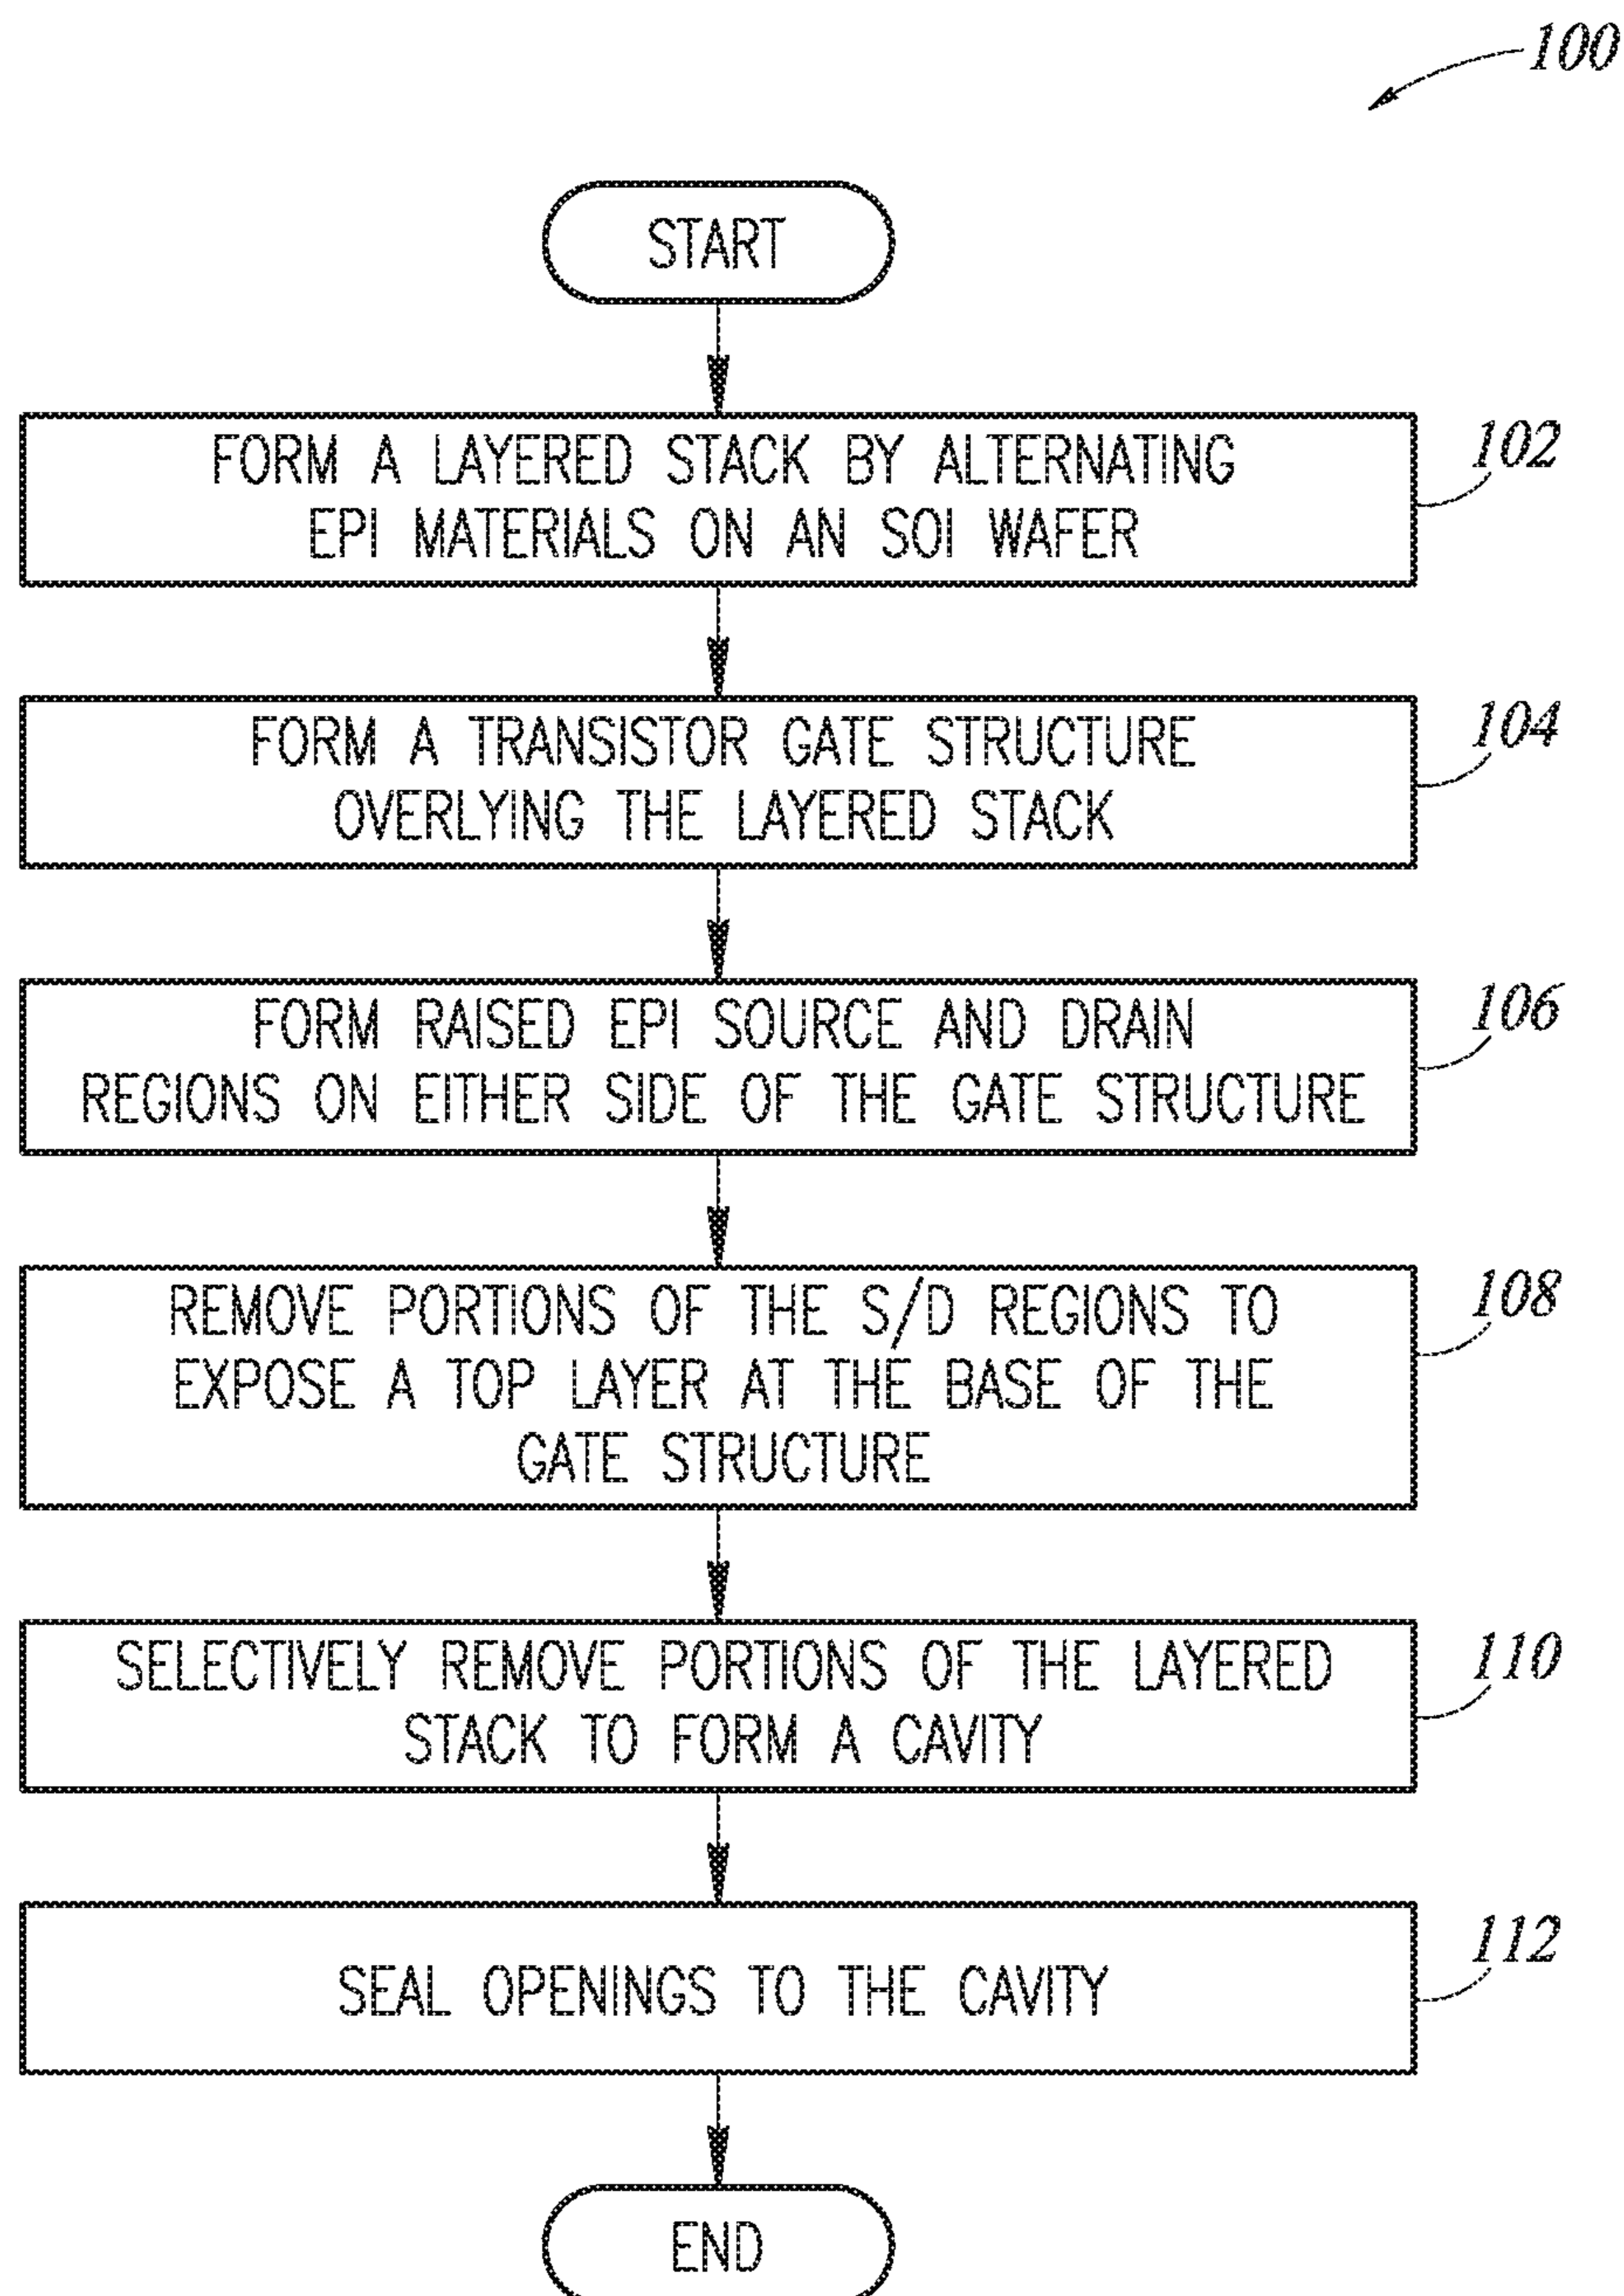 100
START
FORM A LAYERED STACK BY ALTERNATING
EPI MATERIALS ON AN SOI WAFER
102
FORM A TRANSISTOR GATE STRUCTURE
OVERLYING THE LAYERED STACK
104
FORM RAISED EPI SOURCE AND DRAIN
REGIONS ON EITHER SIDE OF THE GATE STRUCTURE
106
REMOVE PORTIONS OF THE S/D REGIONS TO
EXPOSE A TOP LAYER AT THE BASE OF THE
GATE STRUCTURE
108
SELECTIVELY REMOVE PORTIONS OF THE LAYERED
STACK TO FORM A CAVITY
110
SEAL OPENINGS TO THE CAVITY
112
END